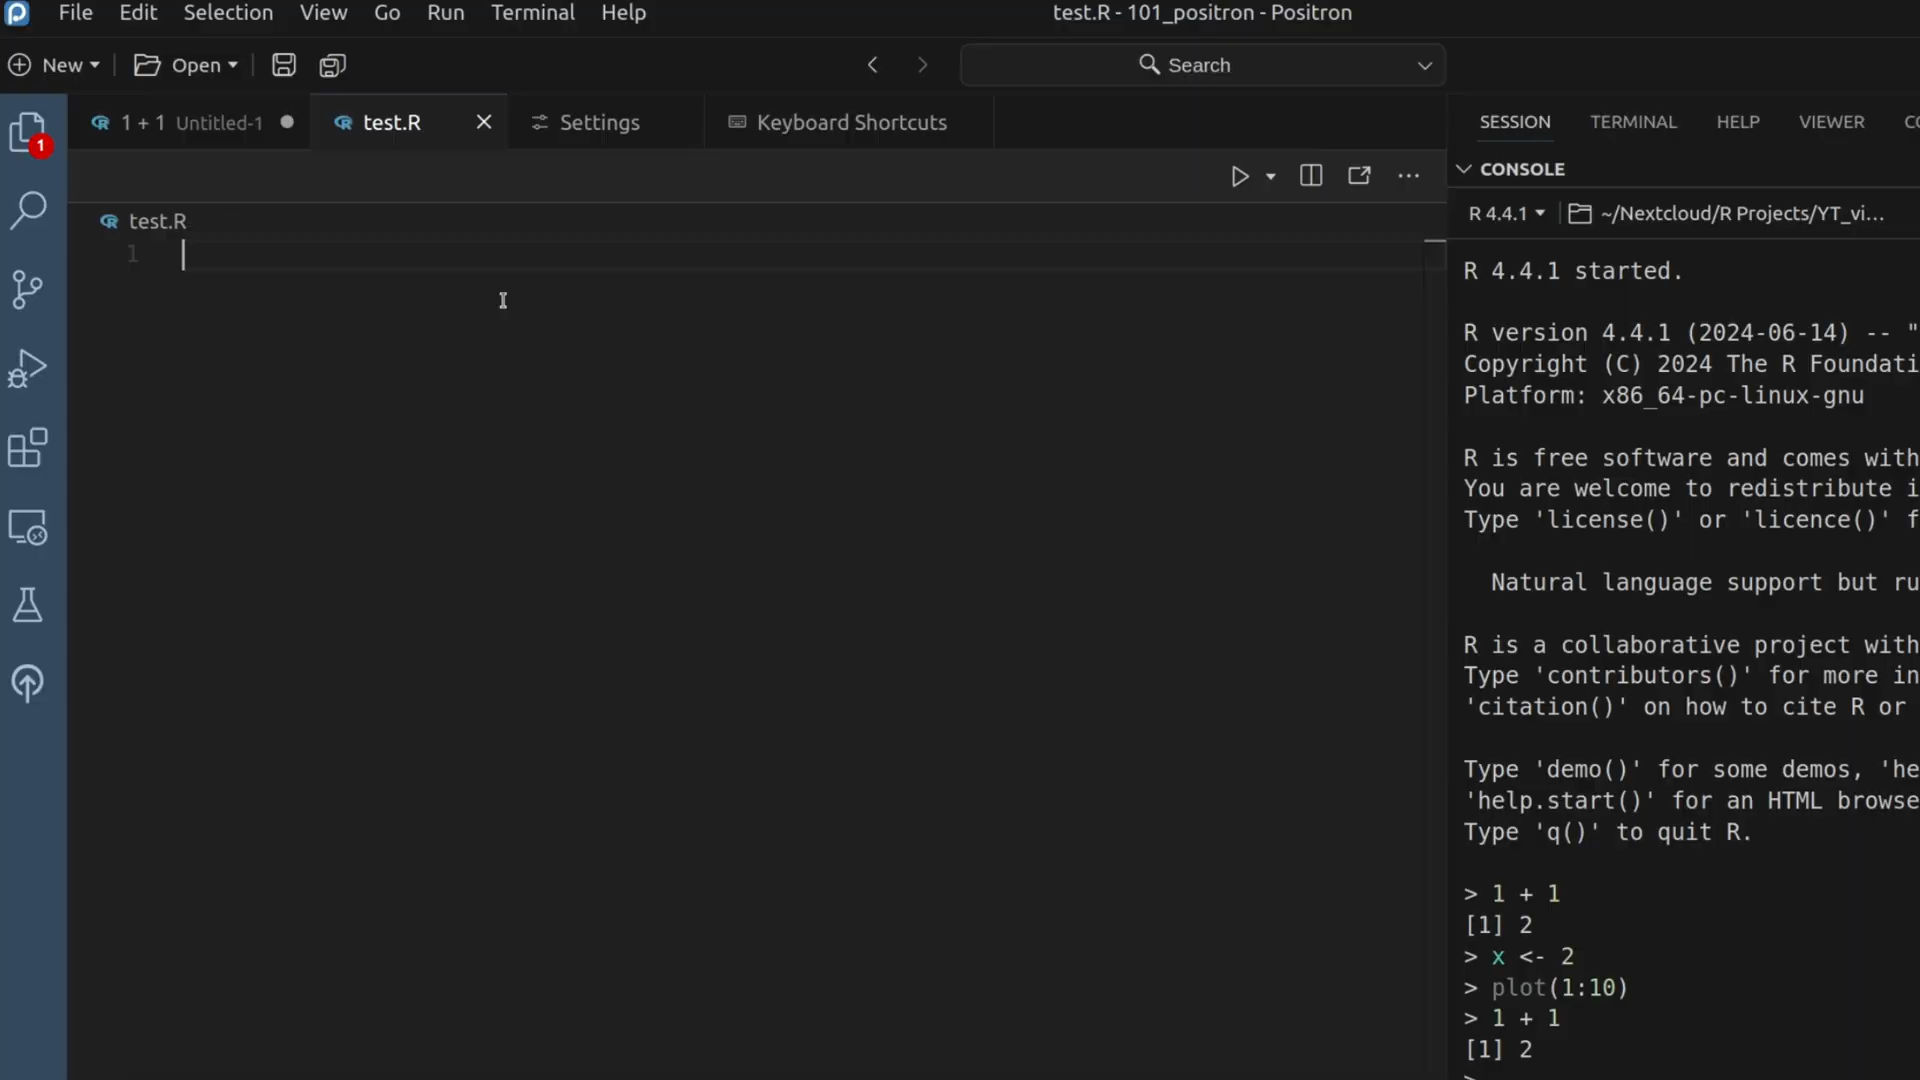 File Edit Selection View Go Run Terminal Help
test.R - 101_positron - Positron
New Open
Search
1 + 1 Untitled-1
test.R
Settings
Keyboard Shortcuts
1
test.R
1
SESSION TERMINAL HELP VIEWER CO
CONSOLE
R 4.4.1 ~/Nextcloud/R Projects/YT_vi...
R 4.4.1 started.
R version 4.4.1 (2024-06-14) -- "
Copyright (C) 2024 The R Foundati
Platform: x86_64-pc-linux-gnu
R is free software and comes with
You are welcome to redistribute i
Type 'license()' or 'licence()' f
Natural language support but ru
R is a collaborative project with
Type 'contributors()' for more in
'citation()' on how to cite R or
Type 'demo()' for some demos, 'he
'help.start()' for an HTML browse
Type 'q()' to quit R.
> 1 + 1
[1] 2
> x <- 2
> plot(1:10)
> 1 + 1
[1] 2
>